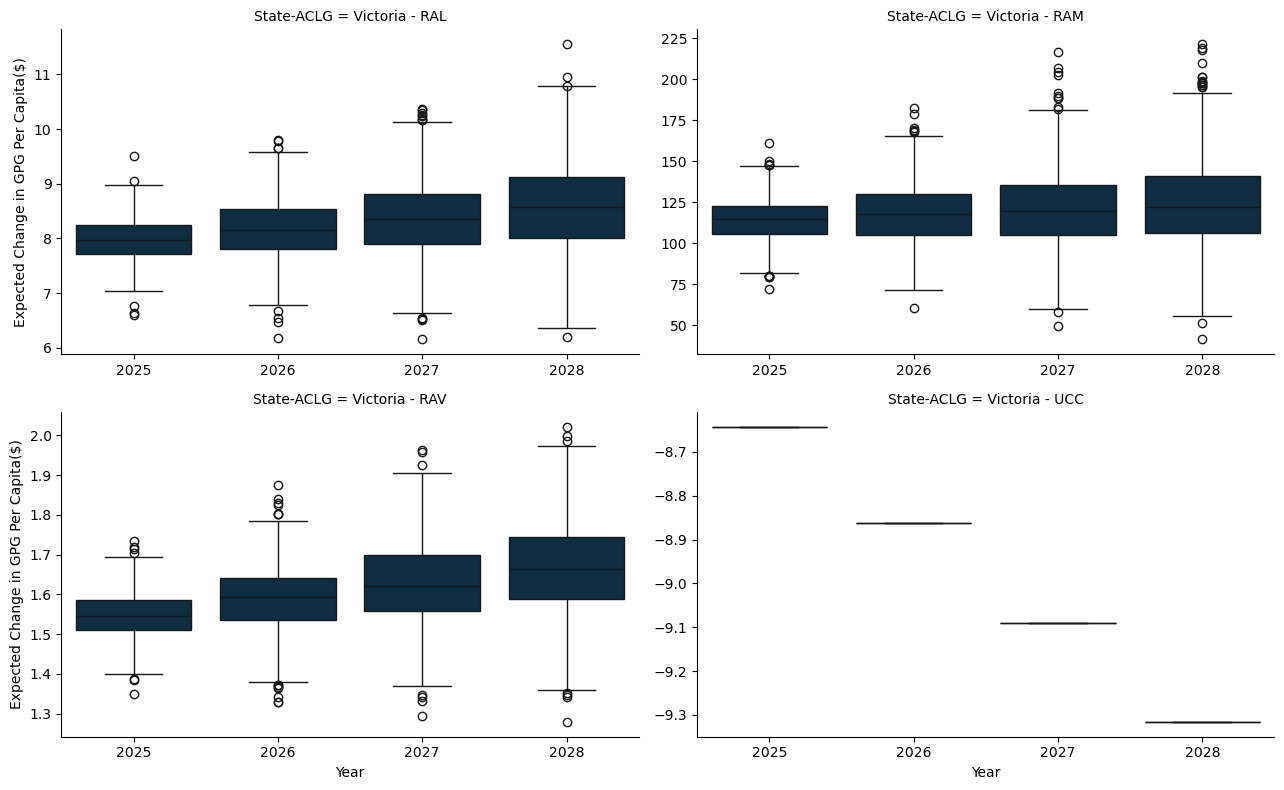 State-ACLG = Victoria - RAL
Expected Change in GPG Per Capita($)
11
10
9
8
7
6
2025 2026 2027 2028
State-ACLG = Victoria - RAM
225
200
175
150
125
100
75
50
2025 2026 2027 2028
State-ACLG = Victoria - RAV
Expected Change in GPG Per Capita($)
2.0
1.9
1.8
1.7
1.6
1.5
1.4
1.3
2025 2026 2027 2028
Year
State-ACLG = Victoria - UCC
−8.7
−8.8
−8.9
−9.0
−9.1
−9.2
−9.3
2025 2026 2027 2028
Year